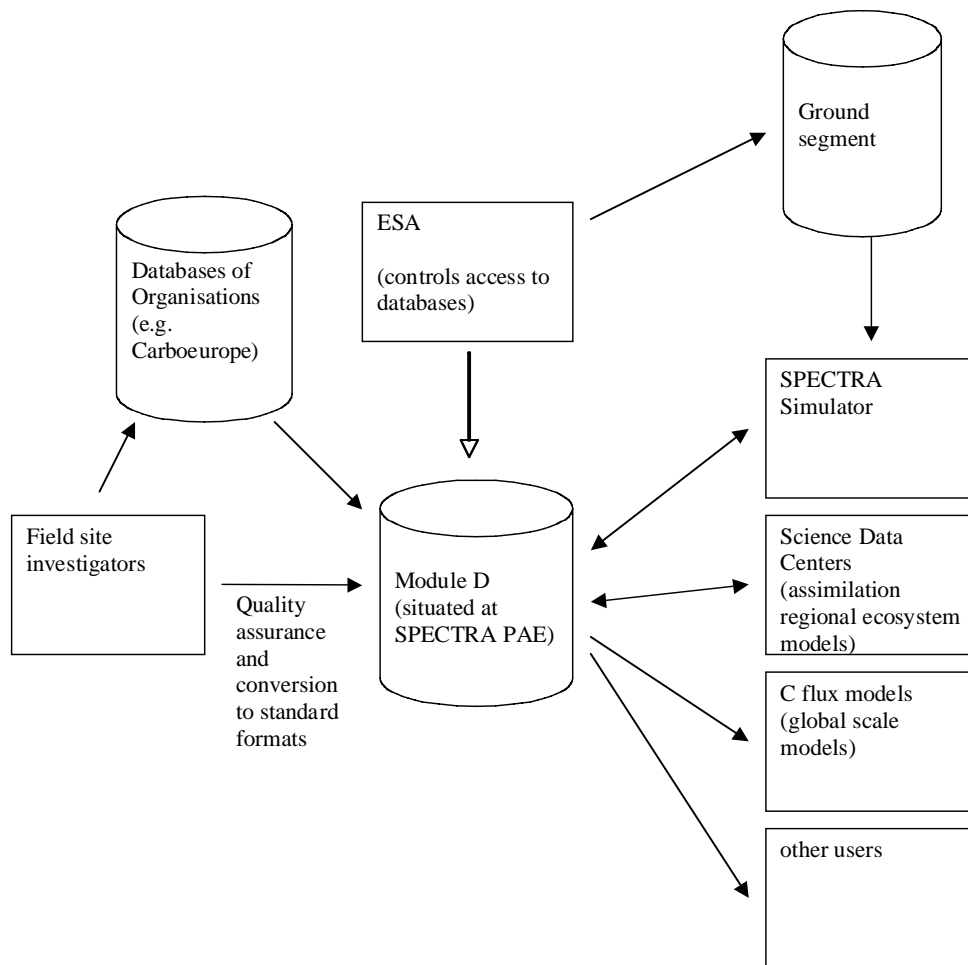 Ground
segment
ESA
(controls access to
databases)
Databases of
Organisations
(e.g.
Carboeurope)
SPECTRA
Simulator
Field site
investigators
Quality
assurance
and
conversion
to standard
formats
Module D
(situated at
SPECTRA PAE)
Science Data
Centers
(assimilation
regional ecosystem
models)
C flux models
(global scale
models)
other users